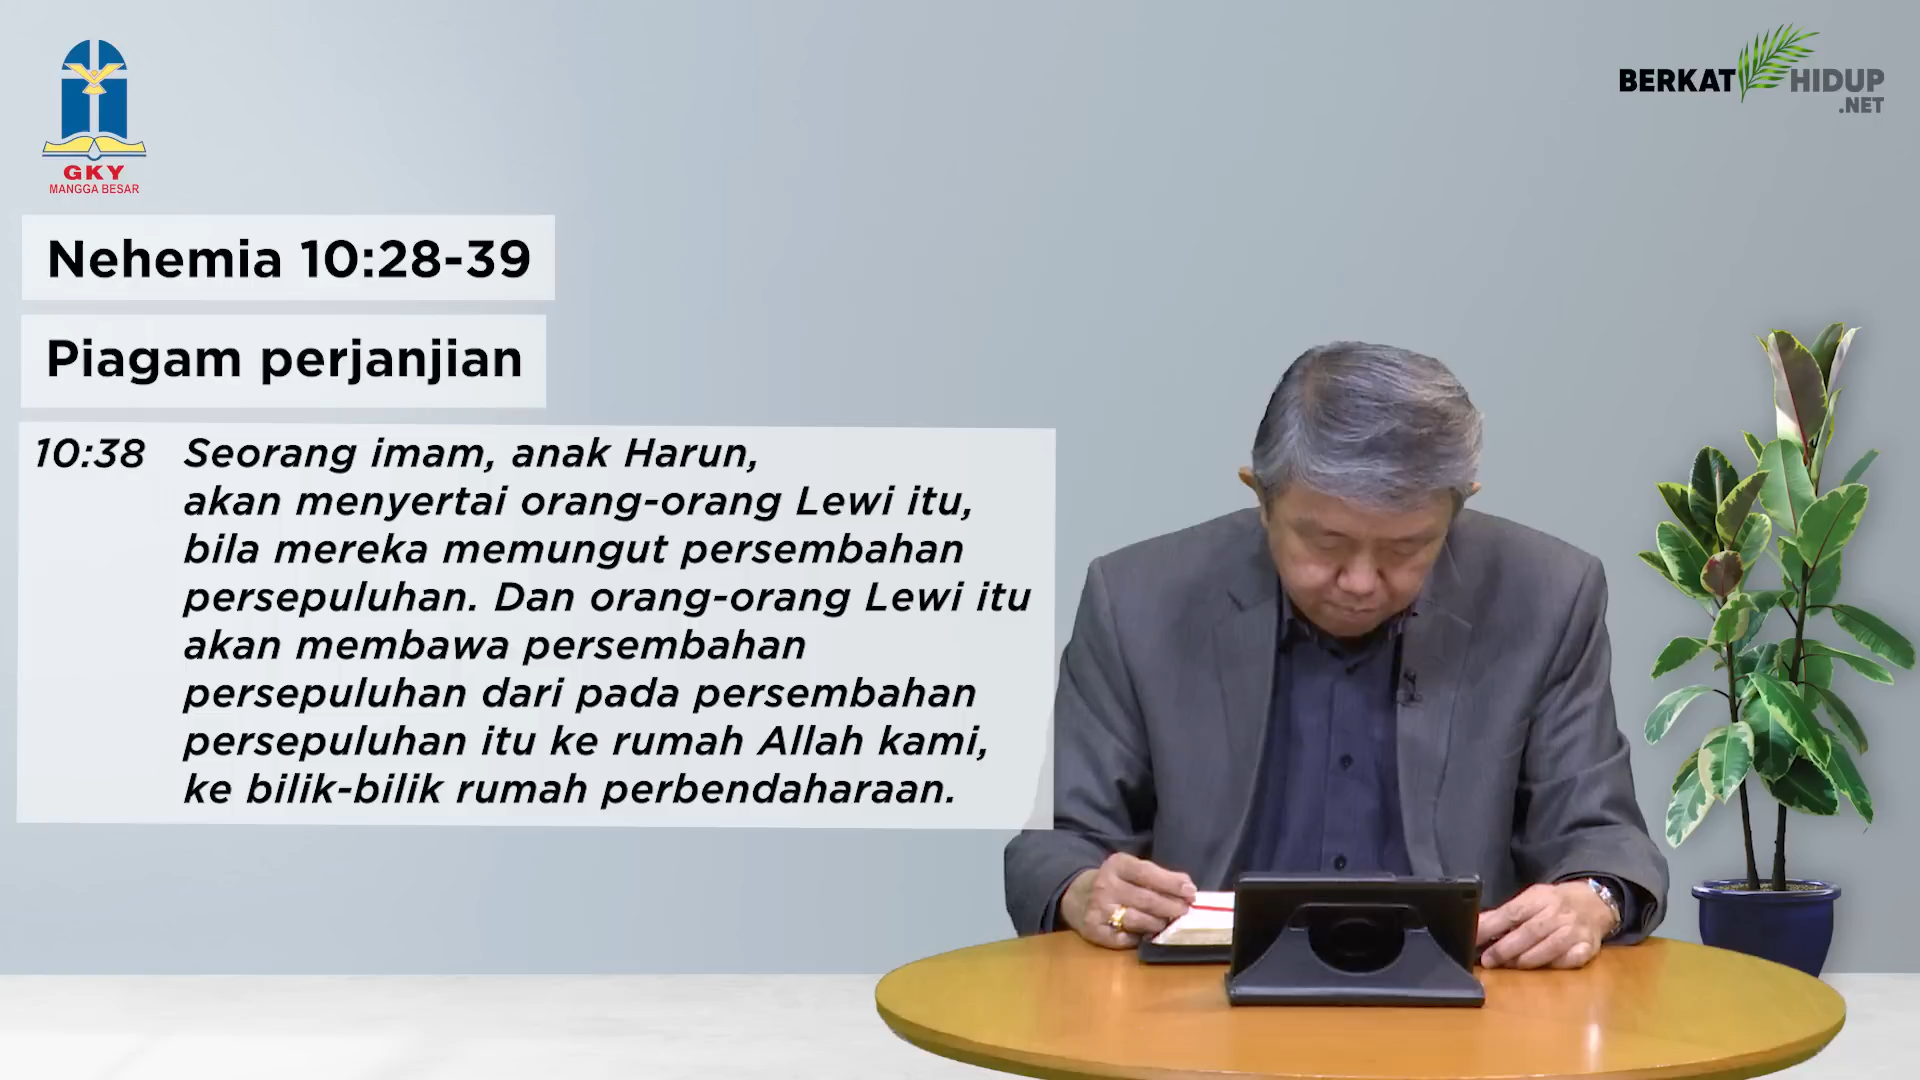 GKY
MANGGA BESAR
BERKAT HIDUP
.NET
Nehemia 10:28-39
Piagam perjanjian
10:38 Seorang imam, anak Harun,
akan menyertai orang-orang Lewi itu,
bila mereka memungut persembahan
persepuluhan. Dan orang-orang Lewi itu
akan membawa persembahan
persepuluhan dari pada persembahan
persepuluhan itu ke rumah Allah kami,
ke bilik-bilik rumah perbendaharaan.